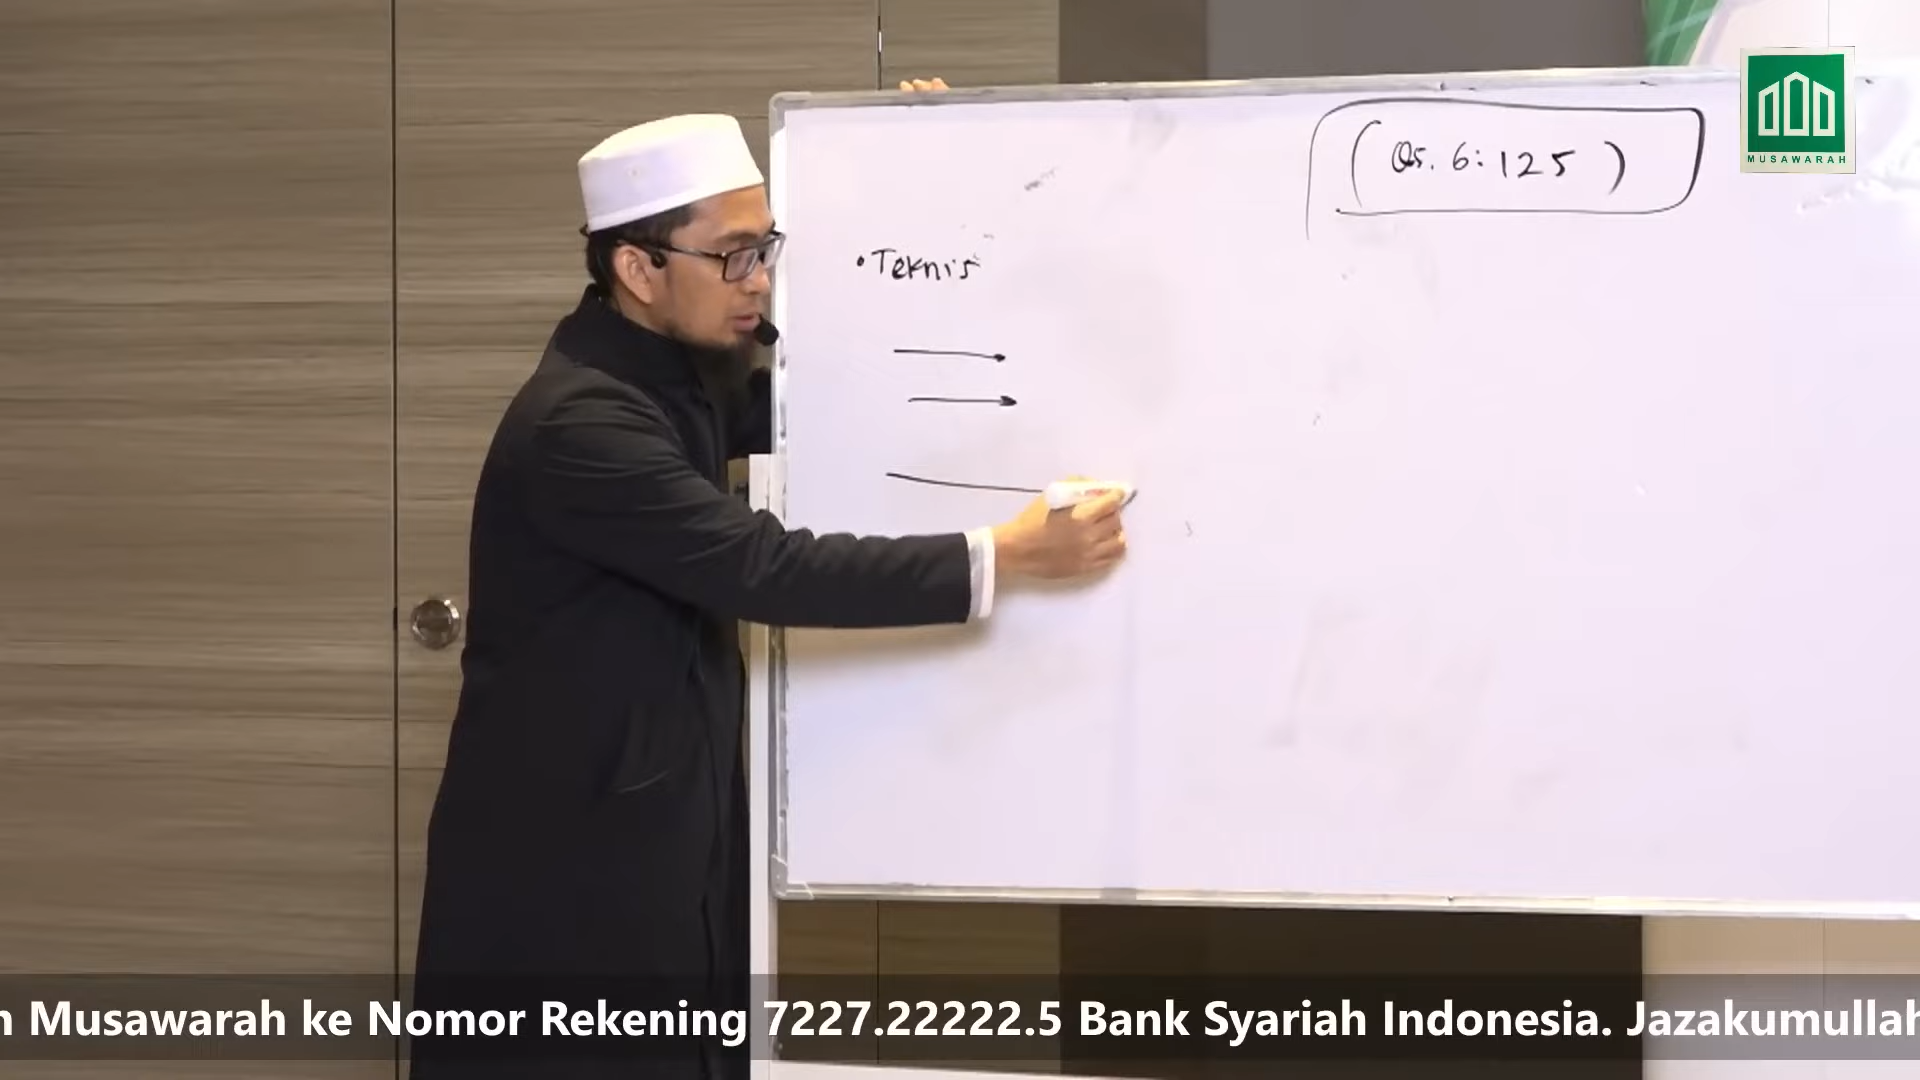 (Qs. 6:125)
MUSAWARAH
•Teknis
Musawarah ke Nomor Rekening 7227.22222.5 Bank Syariah Indonesia. Jazakumullah